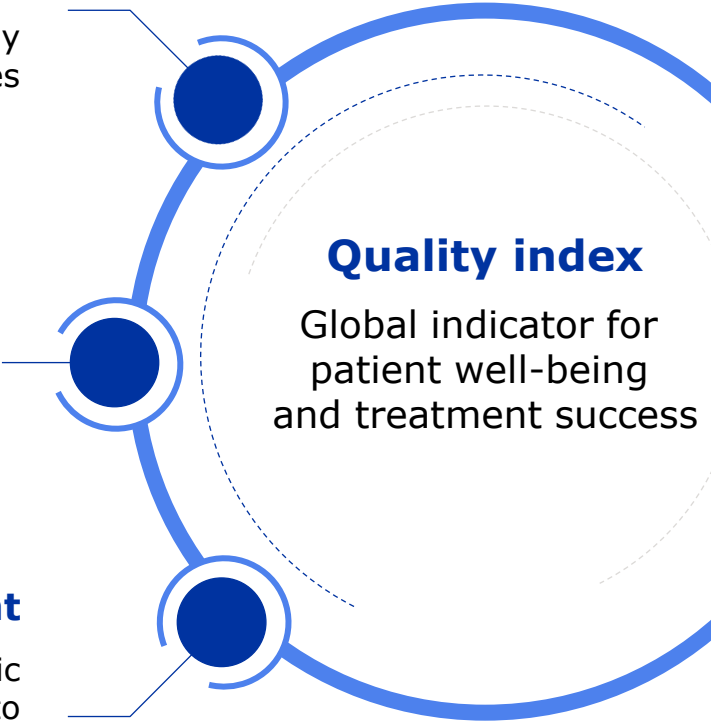 Quality index
Global indicator for
patient well-being
and treatment success